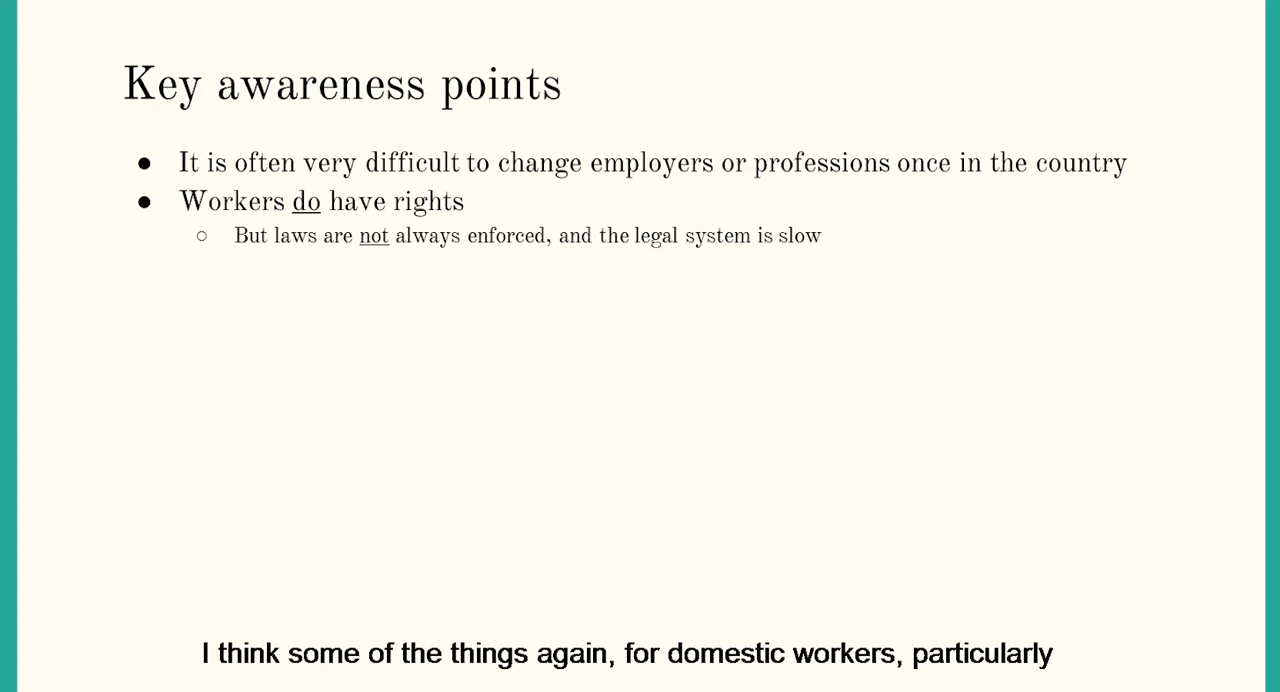 Key awareness points
● It is often very difficult to change employers or professions once in the country
● Workers do have rights
○ But laws are not always enforced, and the legal system is slow
I think some of the things again, for domestic workers, particularly